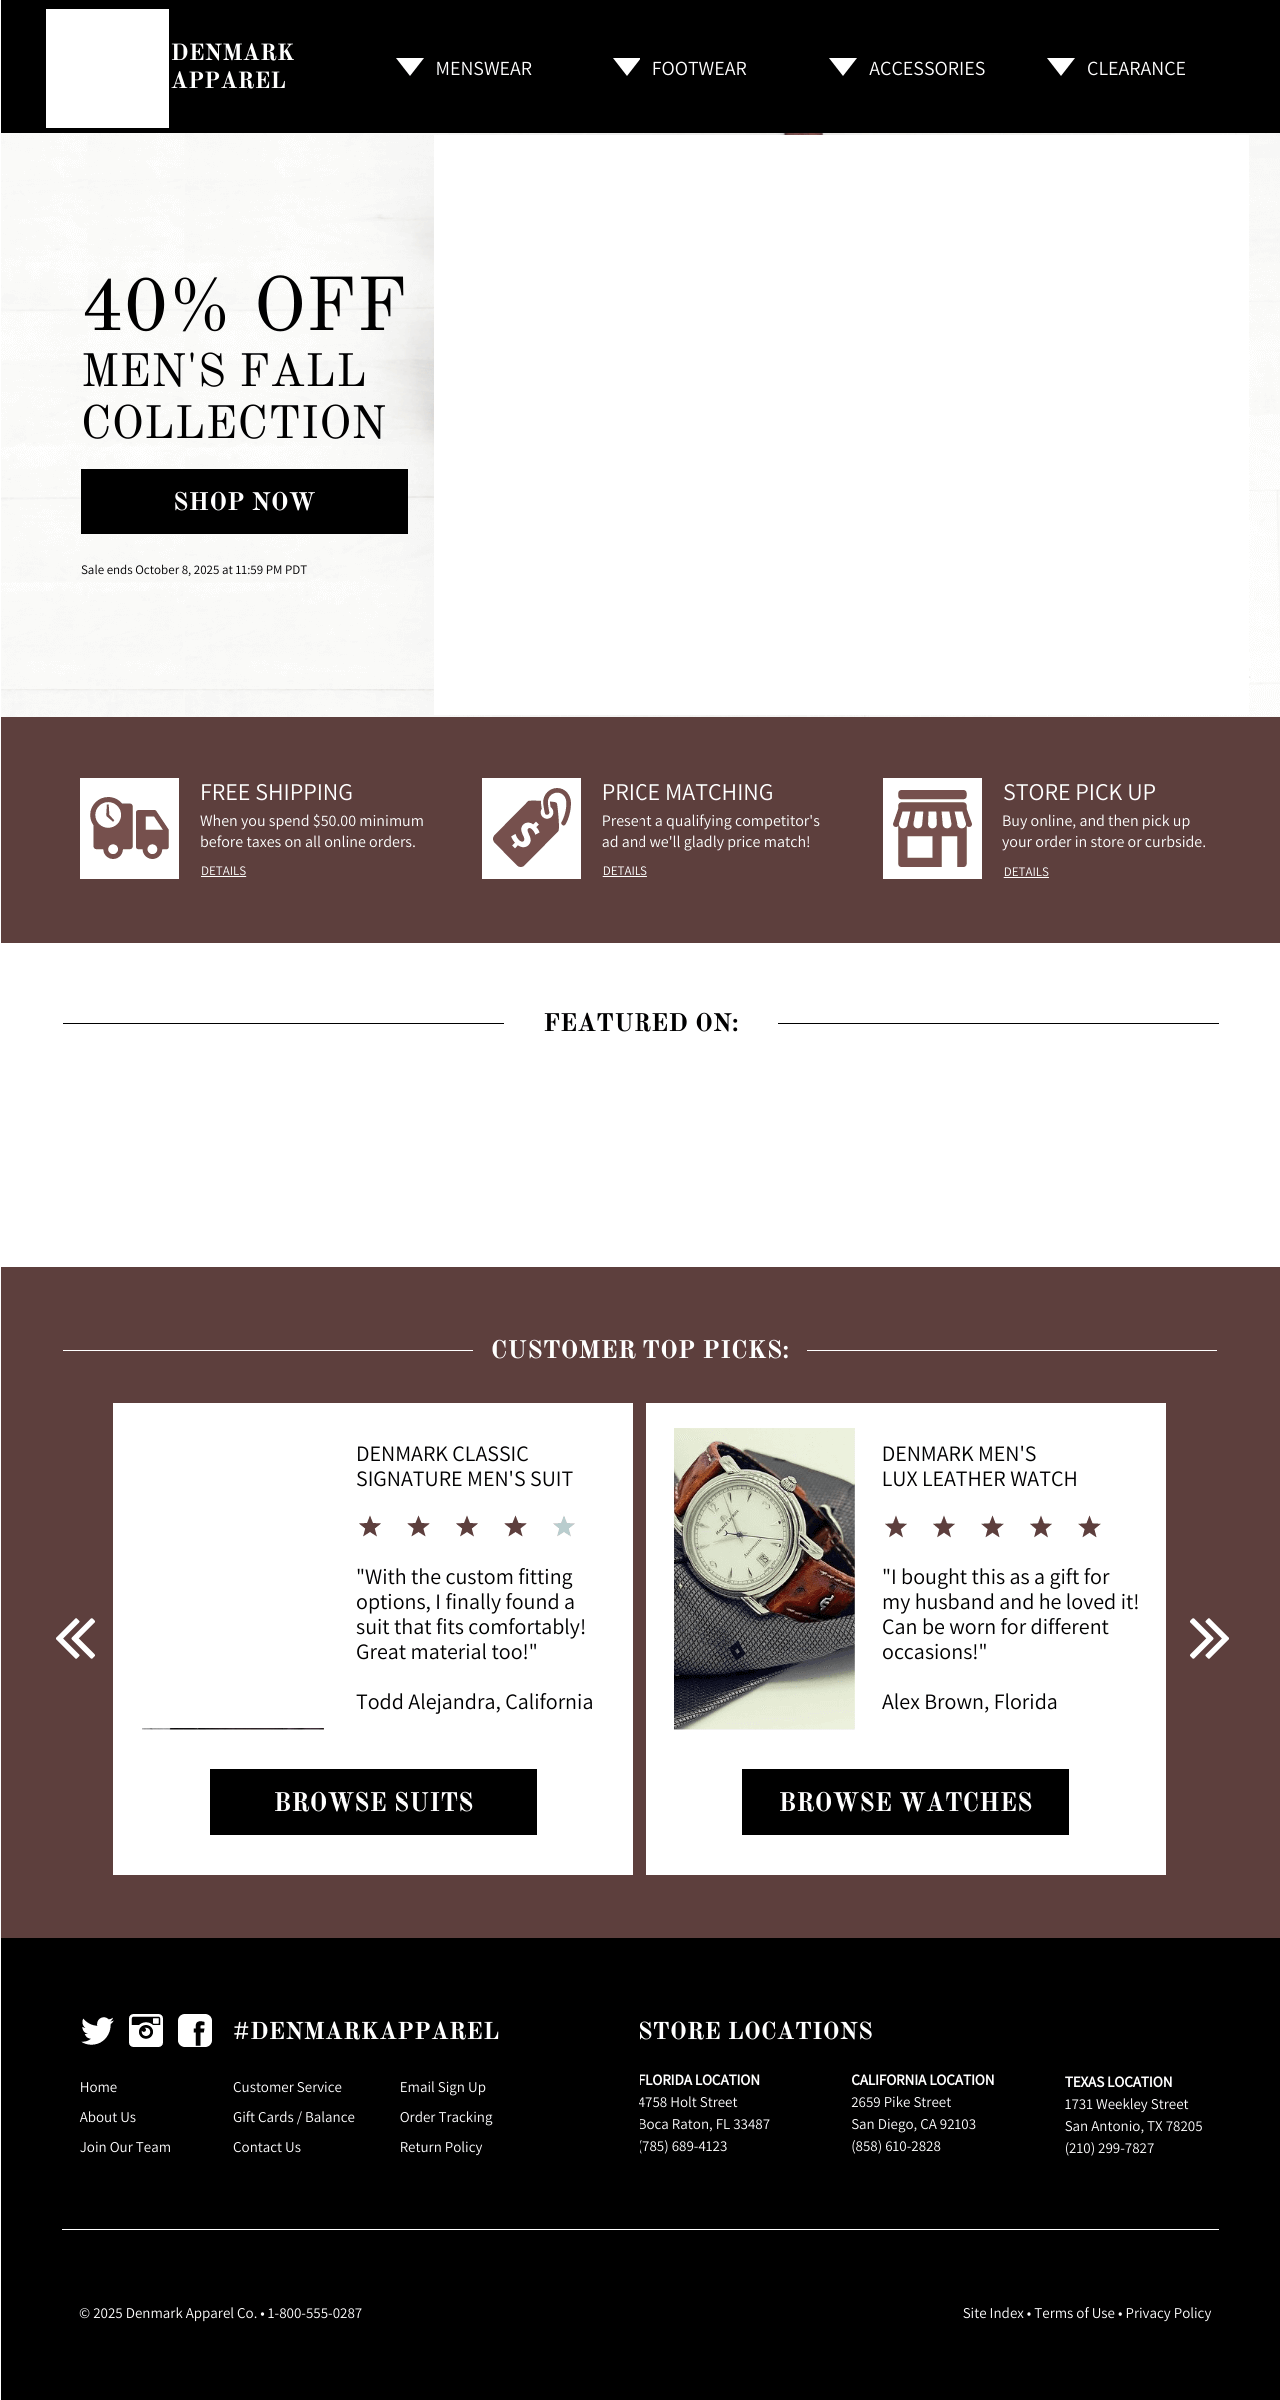 DENMARK
APPAREL
MENSWEAR
FOOTWEAR
ACCESSORIES
CLEARANCE
40% OFF
MEN'S FALL
COLLECTION
SHOP NOW
Sale ends October 8, 2025 at 11:59 PM PDT
FREE SHIPPING
When you spend $50.00 minimum
before taxes on all online orders.
DETAILS
PRICE MATCHING
Present a qualifying competitor's
ad and we'll gladly price match!
DETAILS
STORE PICK UP
Buy online, and then pick up
your order in store or curbside.
DETAILS
FEATURED ON:
CUSTOMER TOP PICKS:
DENMARK CLASSIC
SIGNATURE MEN'S SUIT
"With the custom fitting
options, I finally found a
suit that fits comfortably!
Great material too!"
Todd Alejandra, California
BROWSE SUITS
DENMARK MEN'S
LUX LEATHER WATCH
"I bought this as a gift for
my husband and he loved it!
Can be worn for different
occasions!"
Alex Brown, Florida
BROWSE WATCHES
#DENMARKAPPAREL
Home
About Us
Join Our Team
Customer Service
Gift Cards / Balance
Contact Us
Email Sign Up
Order Tracking
Return Policy
STORE LOCATIONS
FLORIDA LOCATION
4758 Holt Street
Boca Raton, FL 33487
(785) 689-4123
CALIFORNIA LOCATION
2659 Pike Street
San Diego, CA 92103
(858) 610-2828
TEXAS LOCATION
1731 Weekley Street
San Antonio, TX 78205
(210) 299-7827
© 2025 Denmark Apparel Co. • 1-800-555-0287
Site Index • Terms of Use • Privacy Policy